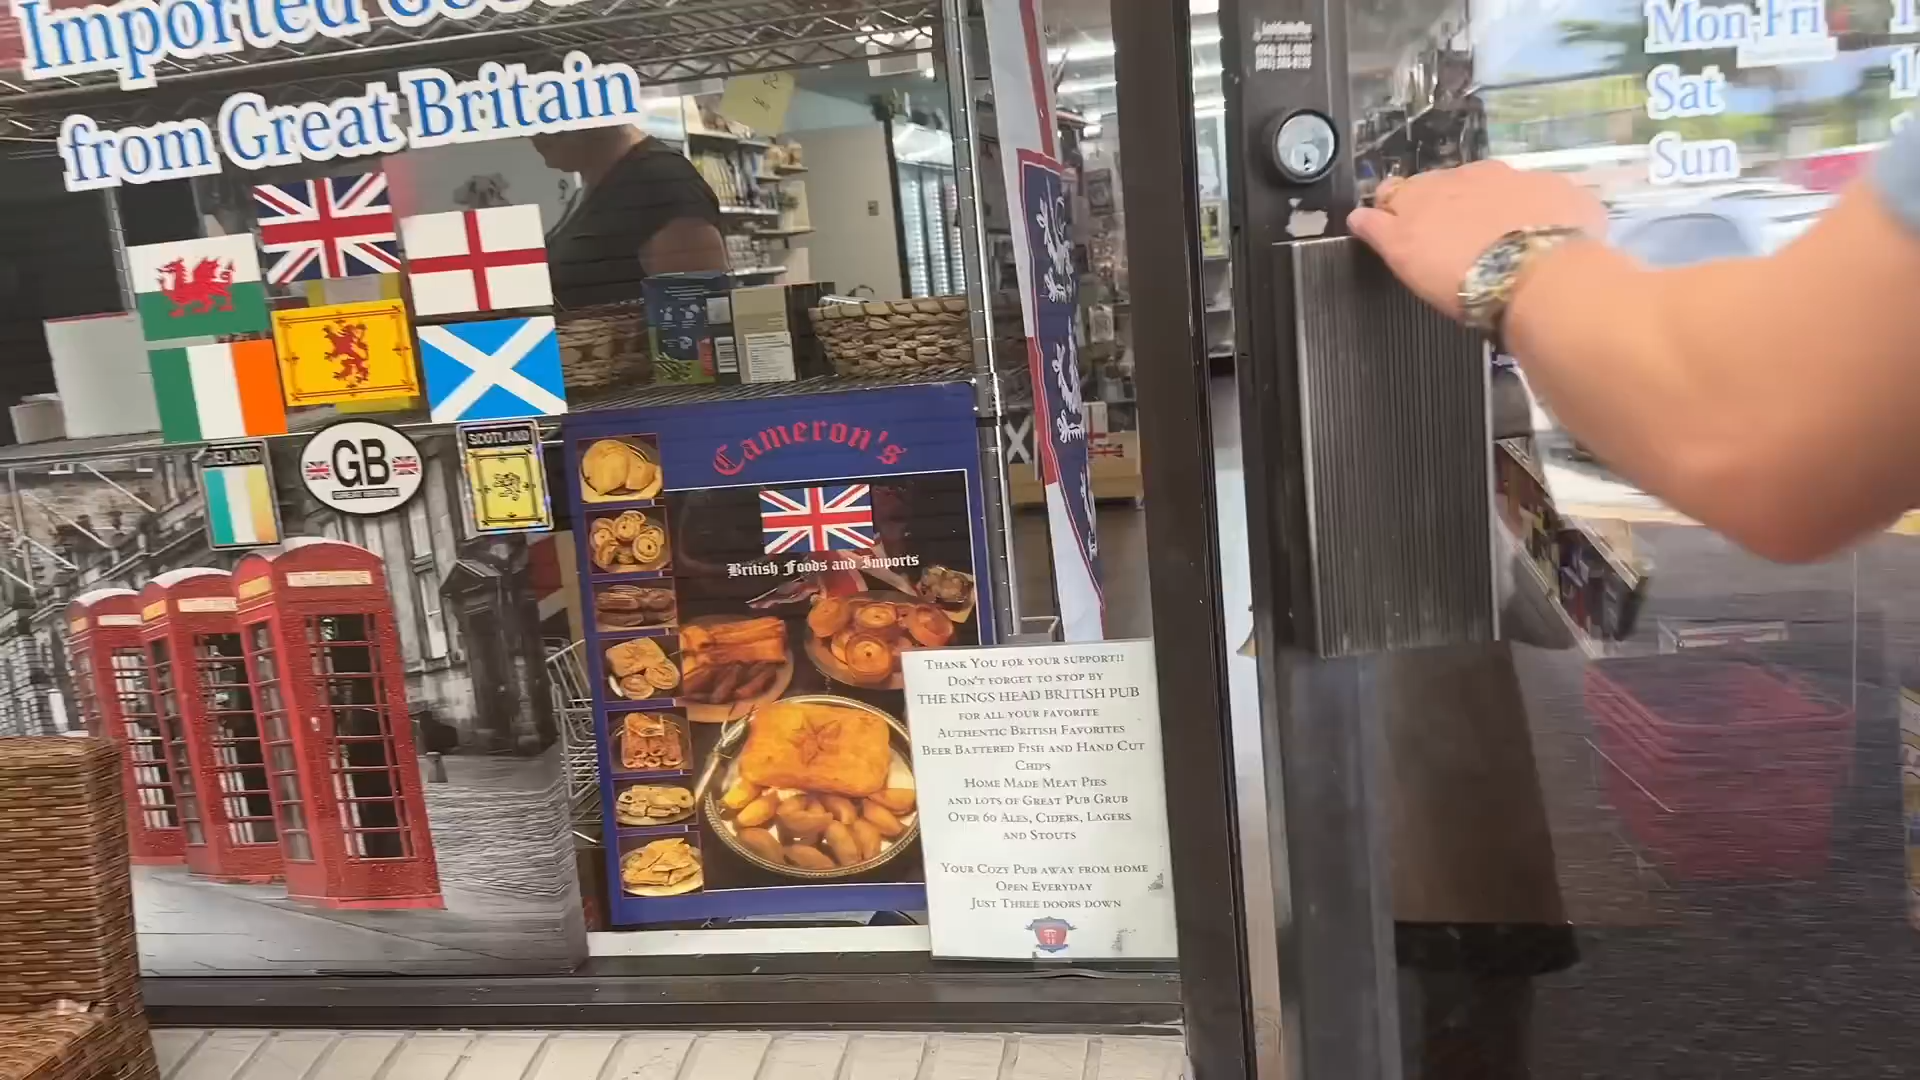 Imported
from Great Britain
Mon-Fri
Sat
Sun
SCOTLAND
GB
GREAT BRITAIN
Cameron's
British Foods and Imports
THANK YOU FOR YOUR SUPPORT!!
DON'T FORGET TO STOP BY
THE KINGS HEAD BRITISH PUB
FOR ALL YOUR FAVORITE
AUTHENTIC BRITISH FAVORITES
BEER BATTERED FISH AND HAND CUT
CHIPS
HOME MADE MEAT PIES
AND LOTS OF GREAT PUB GRUB
OVER 60 ALES, CIDERS, LAGERS
AND STOUTS
YOUR COZY PUB AWAY FROM HOME
OPEN EVERYDAY
JUST THREE DOORS DOWN